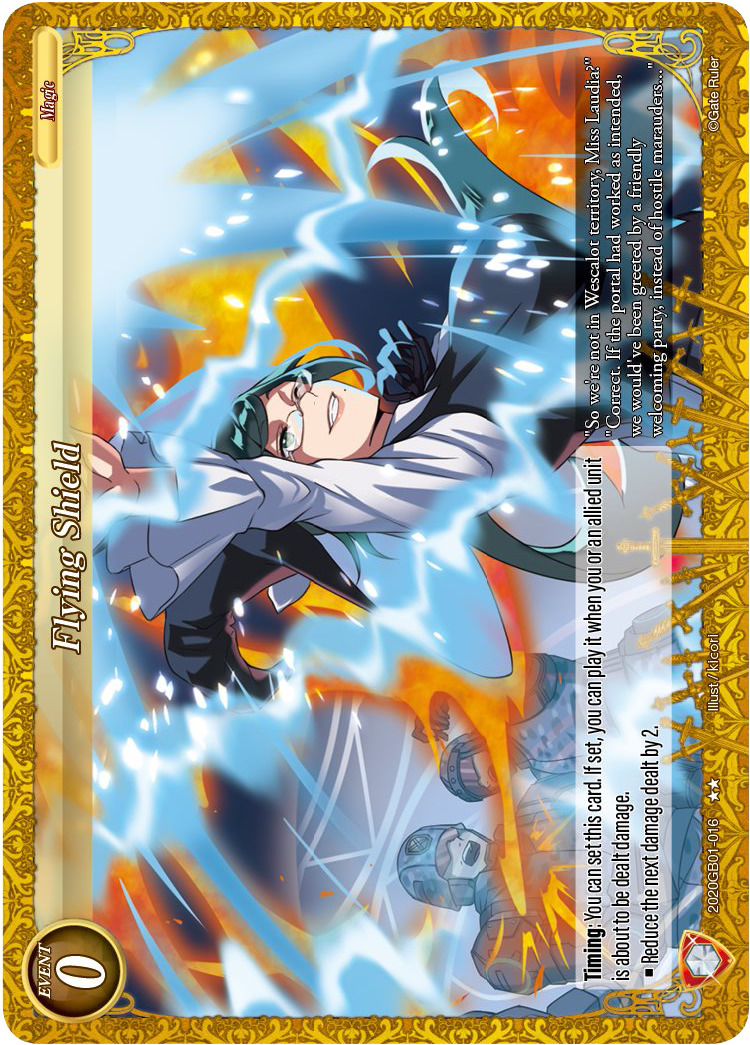 EVENT
0
Flying Shield
Magic
"So we're not in Wescalot territory, Miss Laudia?"
"Correct. If the portal had worked as intended,
we would've been greeted by a friendly
welcoming party, instead of hostile marauders..."
Timing: You can set this card. If set, you can play it when you or an allied unit
is about to be dealt damage.
■ Reduce the next damage dealt by 2.
2020GB01-016 ★★ Illust / kicori ©Gate Ruler